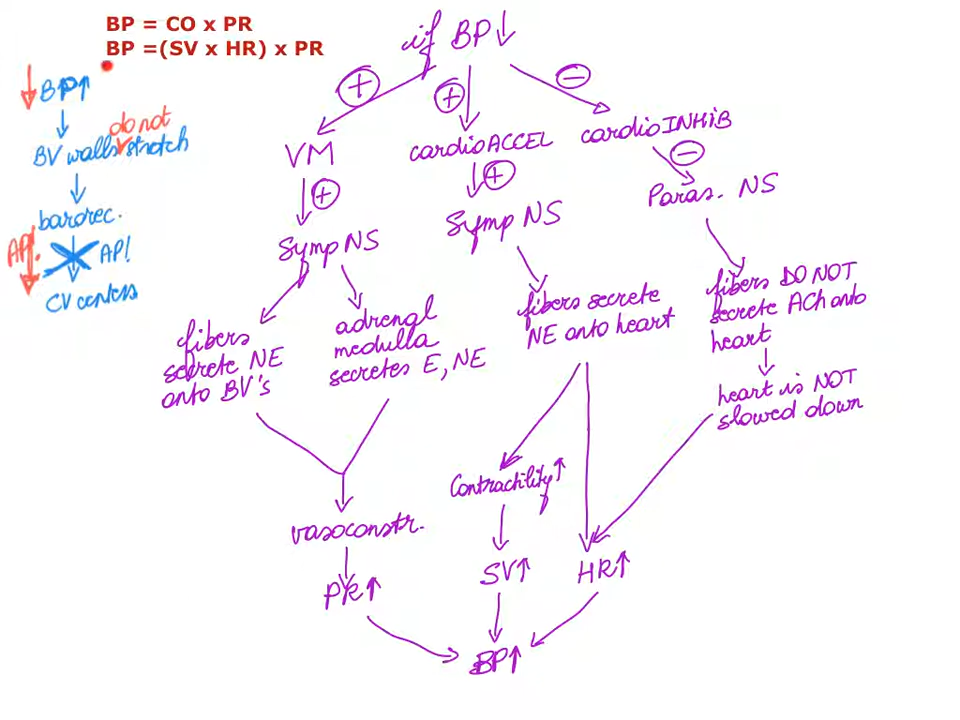 BP = CO x PR
BP =(SV x HR) x PR
↓ BP↑
do not
BV walls stretch
barorec.
AP! AP!
CV centers
if BP↓
+
+
−
VM
cardioACCEL
cardioINHIB
+
+
−
Symp NS
Symp NS
Paras. NS
fibers
secrete NE
onto BV's
adrenal
medulla
secretes E, NE
fibers secrete
NE onto heart
fibers DO NOT
secrete ACh onto
heart
heart is NOT
slowed down
Contractility↑
vasoconstr.
PR↑
SV↑
HR↑
BP↑